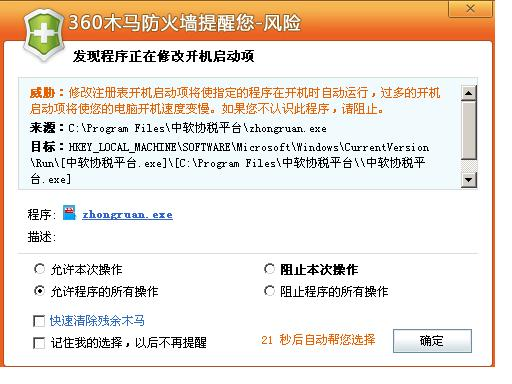 360木马防火墙提醒您-风险
发现程序正在修改开机启动项
威胁：修改注册表开机启动项将使指定的程序在开机时自动运行，过多的开机
启动项将使您的电脑开机速度变慢。如果您不认识此程序，请阻止。
来源：C:\Program Files\中软协税平台\zhongruan.exe
目标：HKEY_LOCAL_MACHINE\SOFTWARE\Microsoft\Windows\CurrentVersion
\Run\[中软协税平台.exe]\[C:\Program Files\中软协税平台\\中软协税平
台.exe]
程序: zhongruan.exe
描述:
允许本次操作 阻止本次操作
允许程序的所有操作 阻止程序的所有操作
快速清除残余木马
记住我的选择，以后不再提醒 21 秒后自动帮您选择 确定